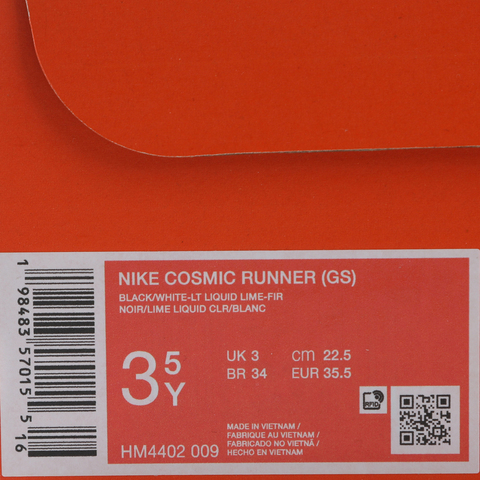 NIKE COSMIC RUNNER (GS)
BLACK/WHITE-LT LIQUID LIME-FIR
NOIR/LIME LIQUID CLR/BLANC
3 5 Y
UK 3 cm 22.5
BR 34 EUR 35.5
RFID
HM4402 009
MADE IN VIETNAM /
FABRIQUE AU VIETNAM /
FABRICADO NO VIETNÃ /
HECHO EN VIETNAM
1 98483 57015 5 16